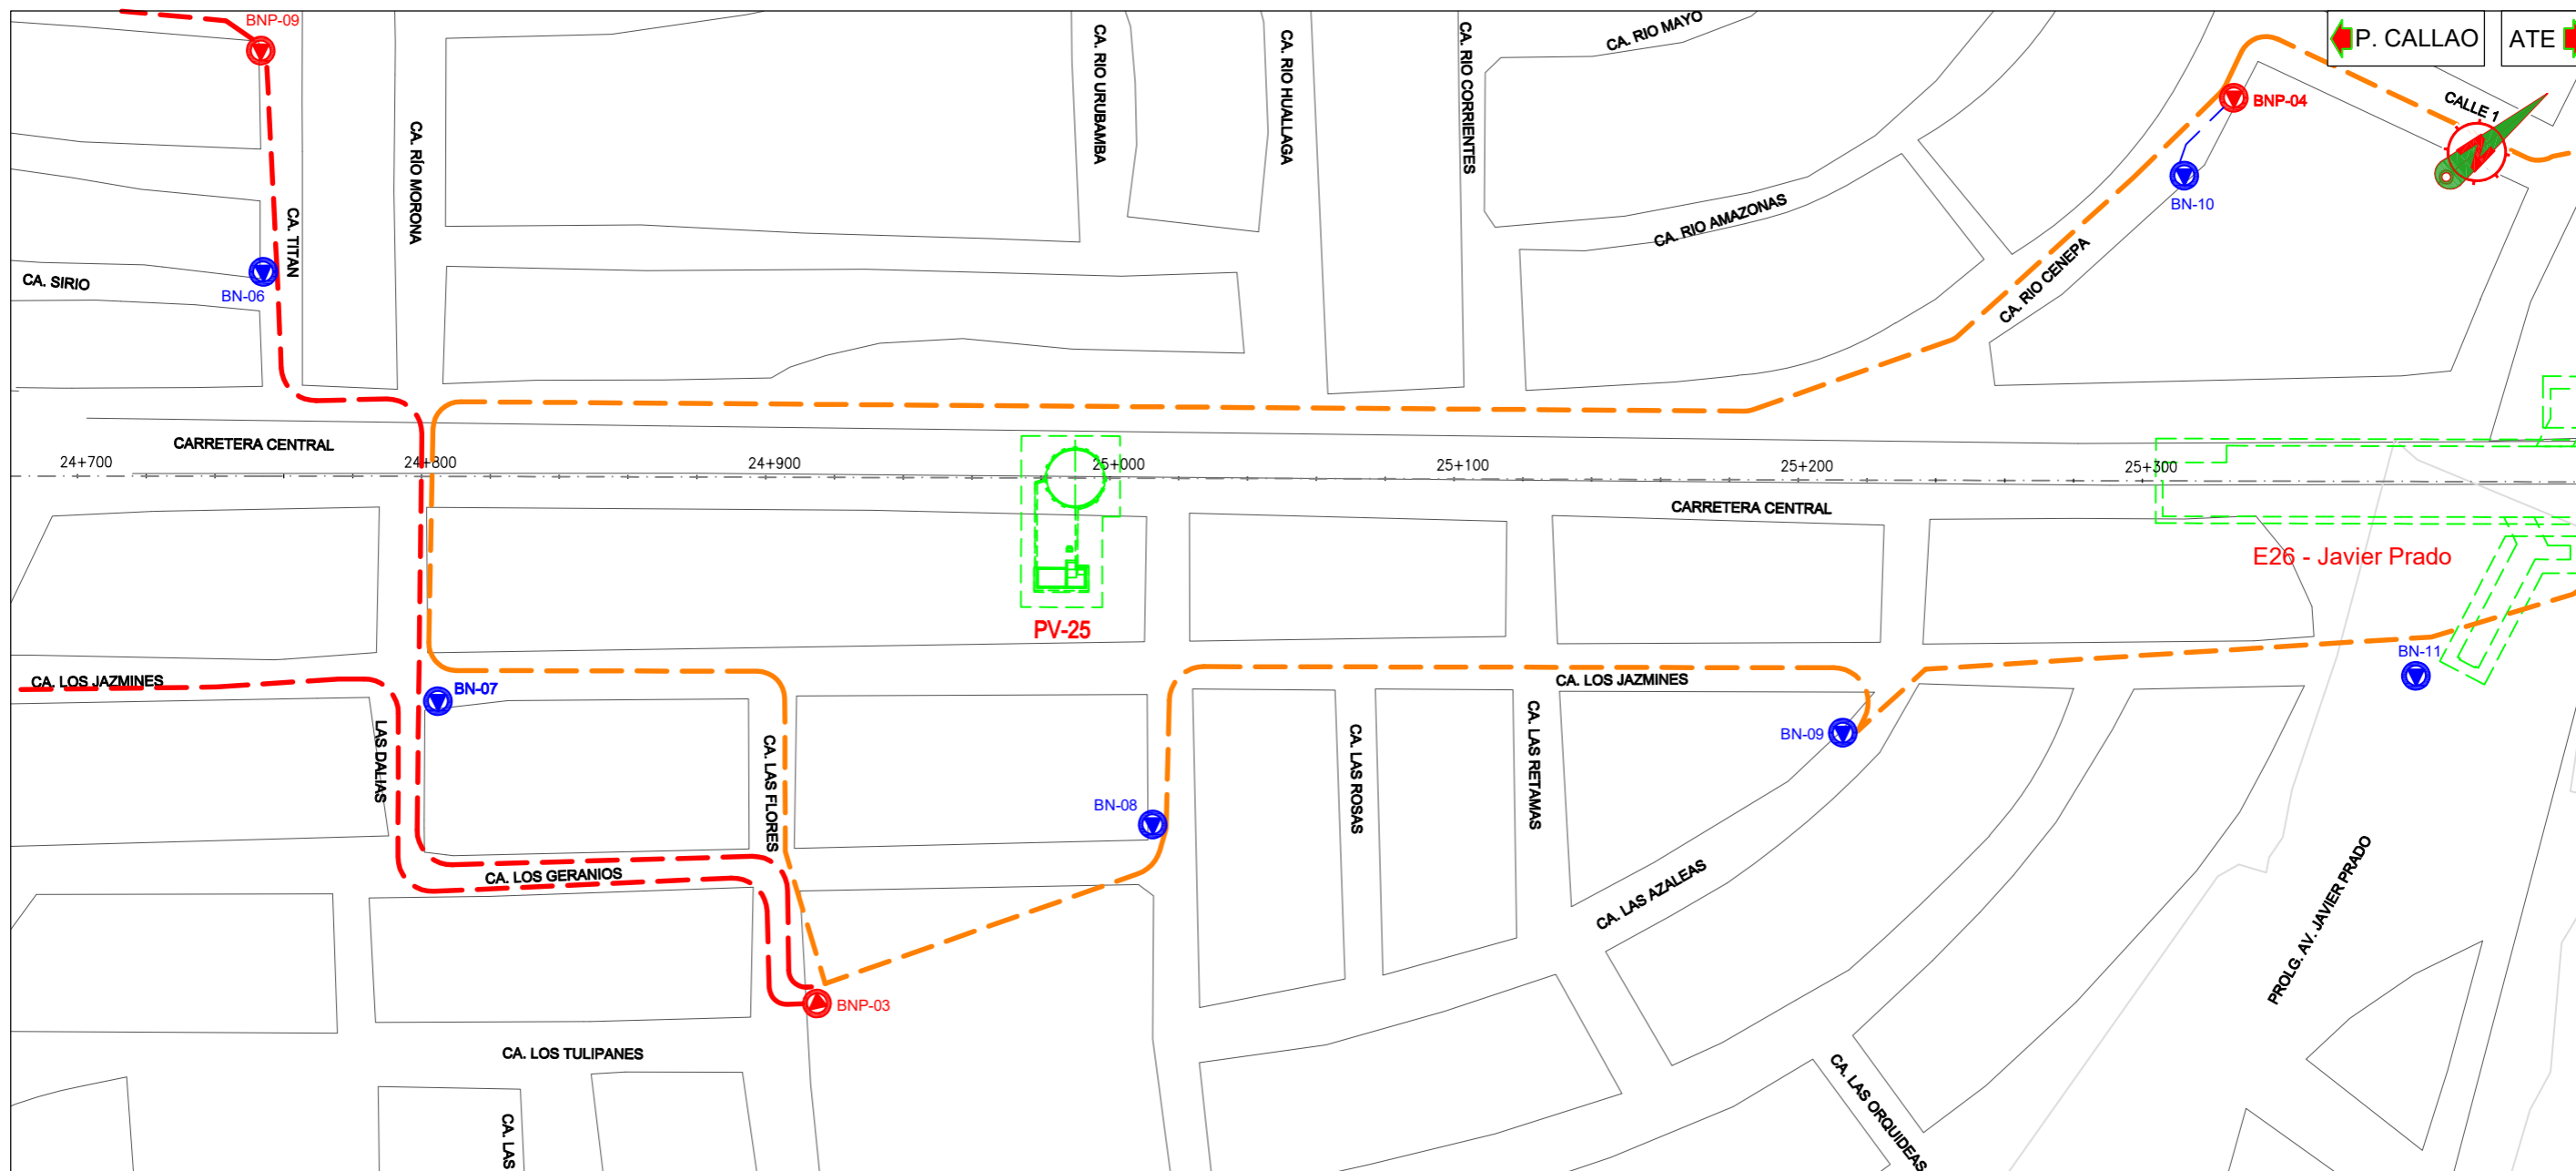 BNP-09
CA. RIO URUBAMBA
CA. RIO HUALLAGA
CA. RIO CORRIENTES
CA. RIO MAYO
P. CALLAO
ATE
CALLE 1
BNP-04
CA. RÍO MORONA
CA. TITAN
BN-10
CA. RIO AMAZONAS
CA. RIO CENEPA
CA. SIRIO
BN-06
CARRETERA CENTRAL
24+700
24+800
24+900
25+000
25+100
25+200
25+300
CARRETERA CENTRAL
E26 - Javier Prado
PV-25
BN-11
CA. LOS JAZMINES
BN-07
CA. LOS JAZMINES
LAS DALIAS
CA. LAS FLORES
CA. LAS ROSAS
CA. LAS RETAMAS
BN-09
BN-08
CA. LOS GERANIOS
CA. LAS AZALEAS
PROLG. AV. JAVIER PRADO
BNP-03
CA. LOS TULIPANES
CA. LAS ORQUIDEAS
CA. LAS